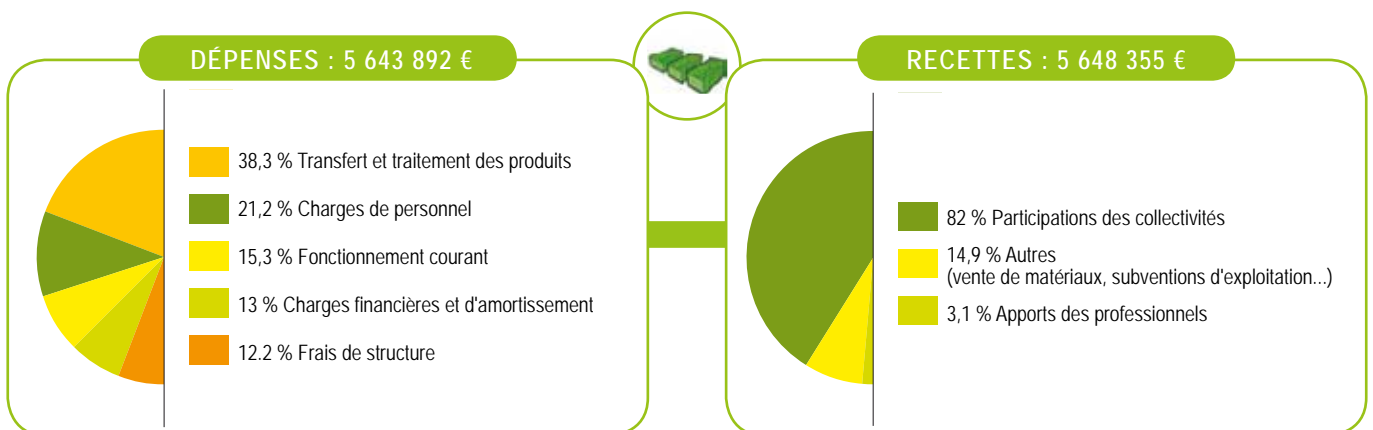 DÉPENSES : 5 643 892 €
38,3 % Transfert et traitement des produits
21,2 % Charges de personnel
15,3 % Fonctionnement courant
13 % Charges financières et d'amortissement
12.2 % Frais de structure
RECETTES : 5 648 355 €
82 % Participations des collectivités
14,9 % Autres
(vente de matériaux, subventions d'exploitation...)
3,1 % Apports des professionnels